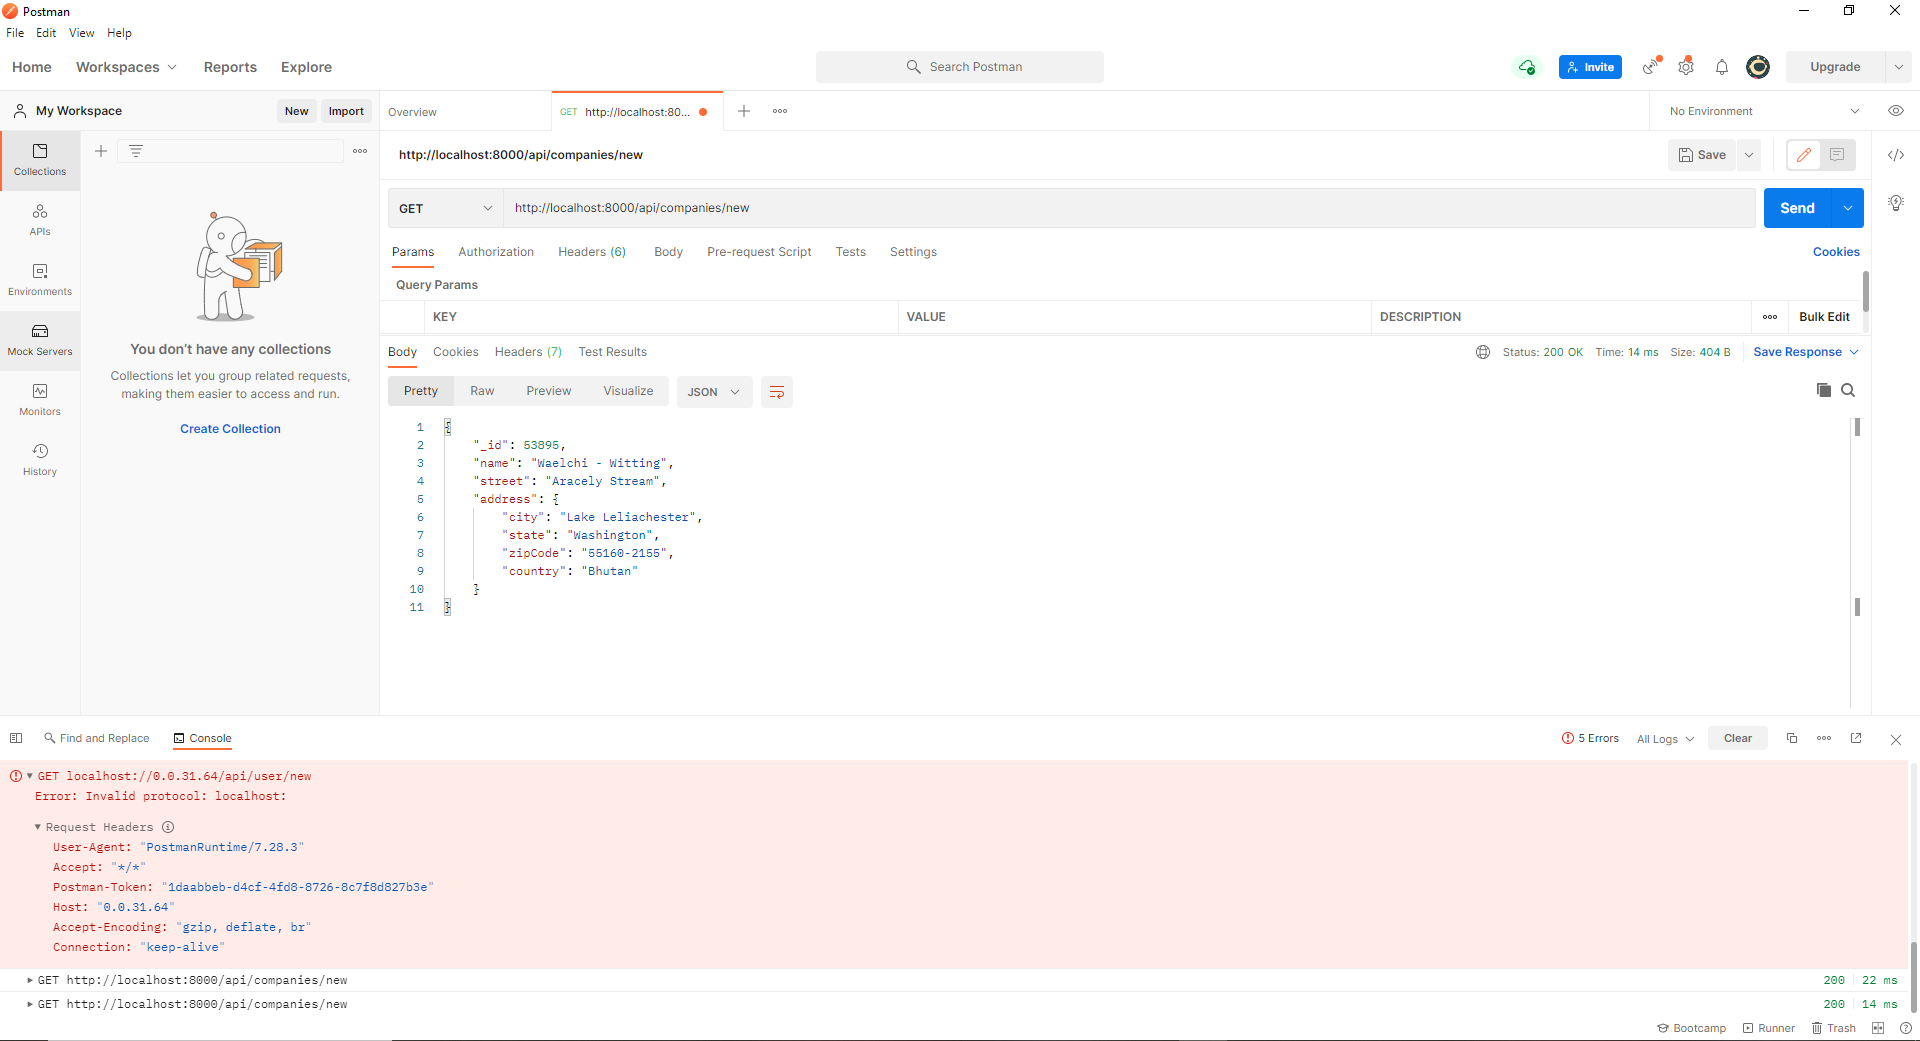 Postman
File Edit View Help
Home Workspaces Reports Explore
Search Postman
Invite
Upgrade
My Workspace New Import
Overview
GET http://localhost:80...
No Environment
Collections
APIs
Environments
Mock Servers
Monitors
History
You don't have any collections
Collections let you group related requests,
making them easier to access and run.
Create Collection
http://localhost:8000/api/companies/new
Save
GET http://localhost:8000/api/companies/new
Send
Params Authorization Headers (6) Body Pre-request Script Tests Settings
Cookies
Query Params
KEY VALUE DESCRIPTION Bulk Edit
Body Cookies Headers (7) Test Results
Status: 200 OK Time: 14 ms Size: 404 B Save Response
Pretty Raw Preview Visualize JSON
1 {
2 "_id": 53895,
3 "name": "Waelchi - Witting",
4 "street": "Aracely Stream",
5 "address": {
6 "city": "Lake Leliachester",
7 "state": "Washington",
8 "zipCode": "55160-2155",
9 "country": "Bhutan"
10 }
11 }
Find and Replace Console
5 Errors All Logs Clear
GET localhost://0.0.31.64/api/user/new
Error: Invalid protocol: localhost:
Request Headers
User-Agent: "PostmanRuntime/7.28.3"
Accept: "*/*"
Postman-Token: "1daabbeb-d4cf-4fd8-8726-8c7f8d827b3e"
Host: "0.0.31.64"
Accept-Encoding: "gzip, deflate, br"
Connection: "keep-alive"
GET http://localhost:8000/api/companies/new 200 22 ms
GET http://localhost:8000/api/companies/new 200 14 ms
Bootcamp Runner Trash